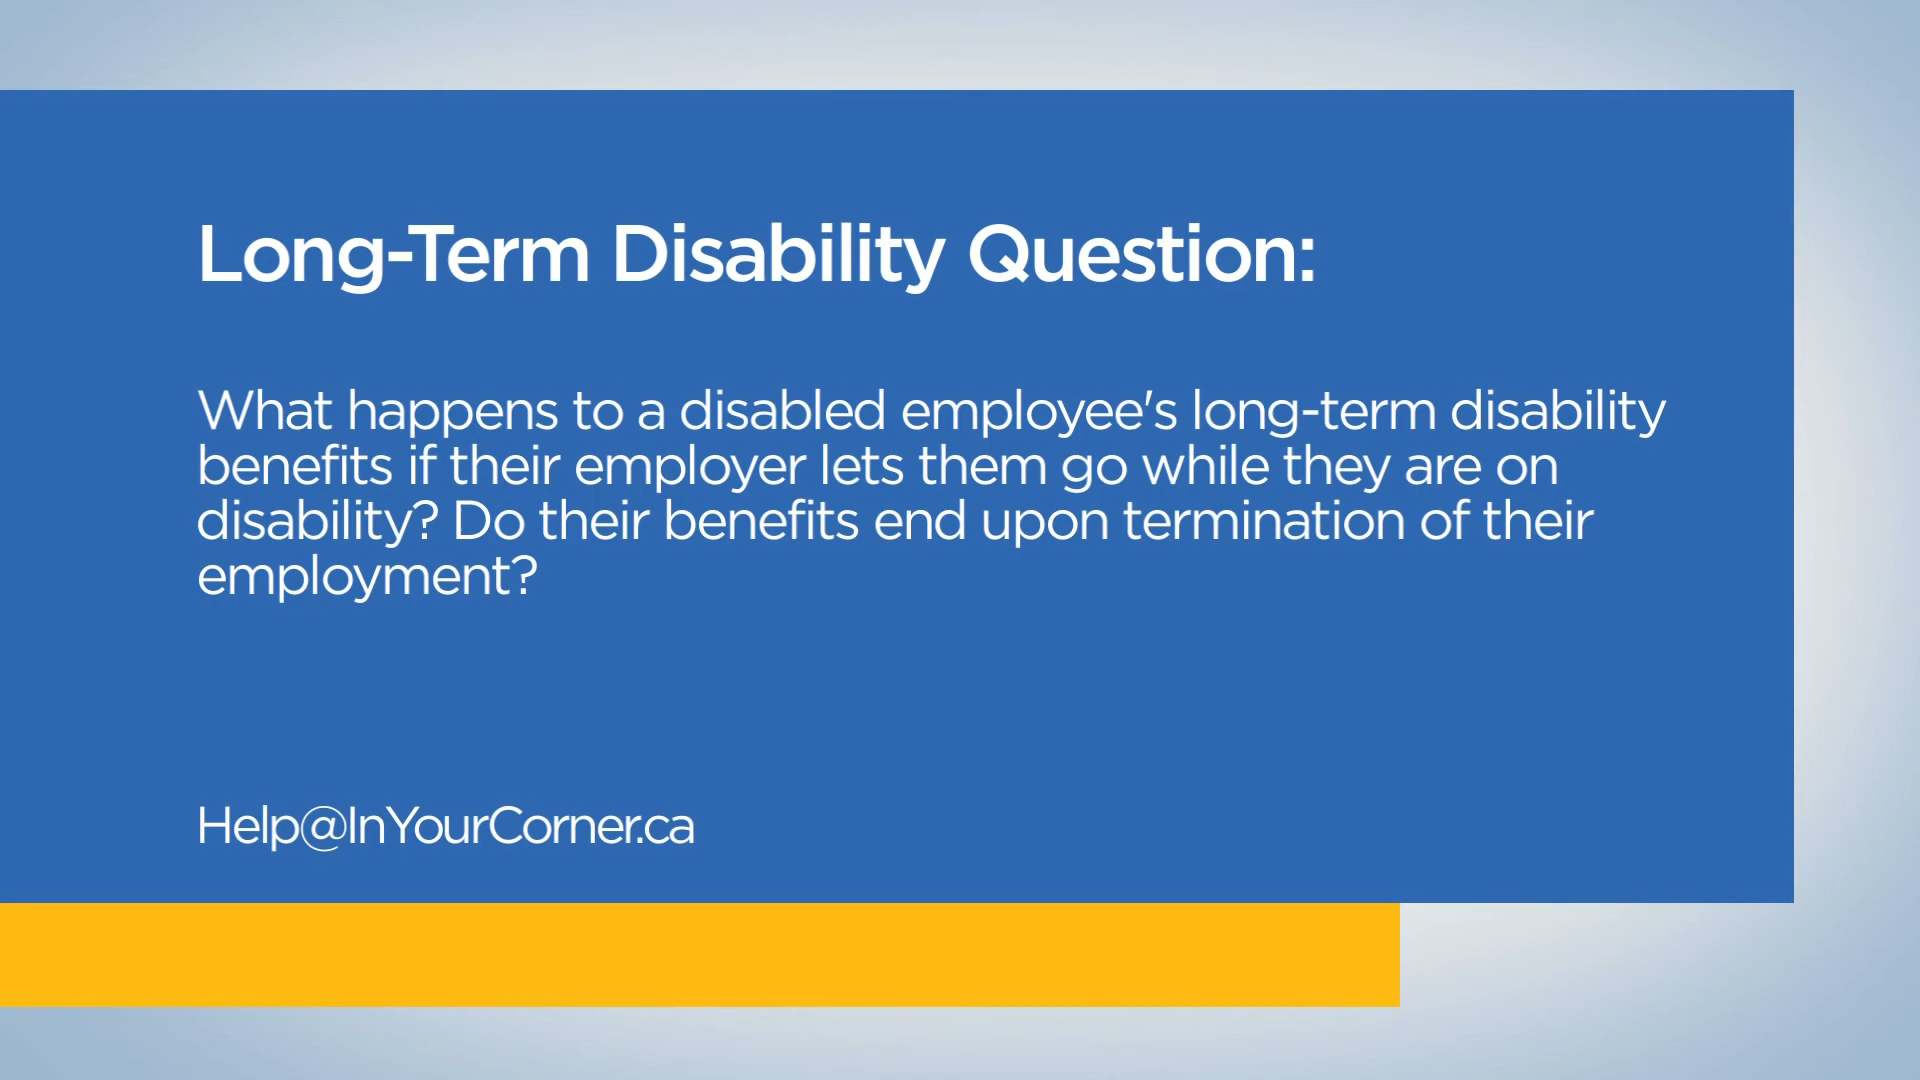 Long-Term Disability Question:
What happens to a disabled employee's long-term disability
benefits if their employer lets them go while they are on
disability? Do their benefits end upon termination of their
employment?
Help@InYourCorner.ca